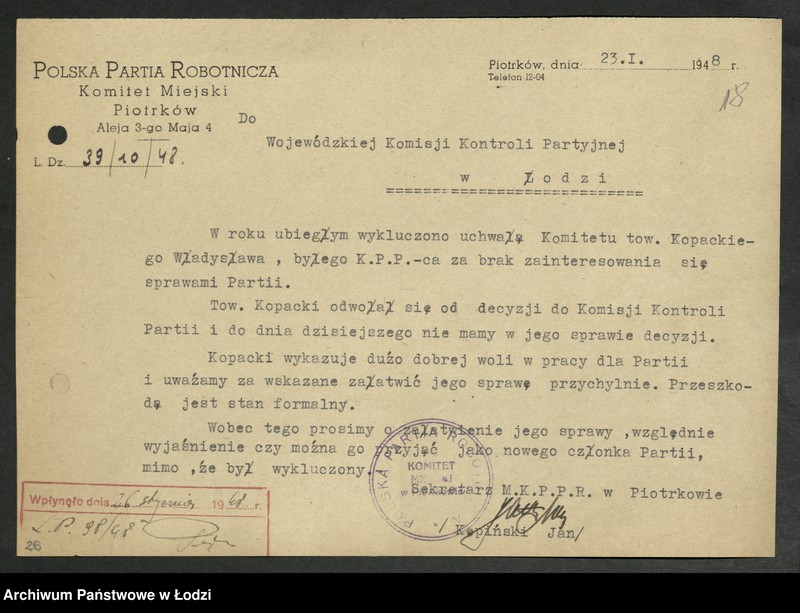 POLSKA PARTIA ROBOTNICZA
Komitet Miejski
Piotrków
Aleja 3-go Maja 4
L. Dz. 39/10/48.
Piotrków, dnia 23.I. 1948 r.
Telefon 12-04
18
Do
Wojewódzkiej Komisji Kontroli Partyjnej
w Łodzi
W roku ubiegłym wykluczono uchwałą Komitetu tow. Kopackie-
go Władysława , byłego K.P.P.-ca za brak zainteresowania się
sprawami Partii.
Tow. Kopacki odwołał się od decyzji do Komisji Kontroli
Partii i do dnia dzisiejszego nie mamy w jego sprawie decyzji.
Kopacki wykazuje dużo dobrej woli w pracy dla Partii
i uważamy za wskazane załatwić jego sprawę przychylnie. Przeszko-
dą jest stan formalny.
Wobec tego prosimy o załatwienie jego sprawy ,względnie
wyjaśnienie czy można go przyjąć jako nowego członka Partii,
mimo ,że był wykluczony.
POLSKA PARTIA
KOMITET
Sekretarz M.K.P.P.R. w Piotrkowie
/Kępiński Jan/
Wpłynęło dnia 26 stycznia 1948 r.
L.P. 98/48
26
Archiwum Państwowe w Łodzi